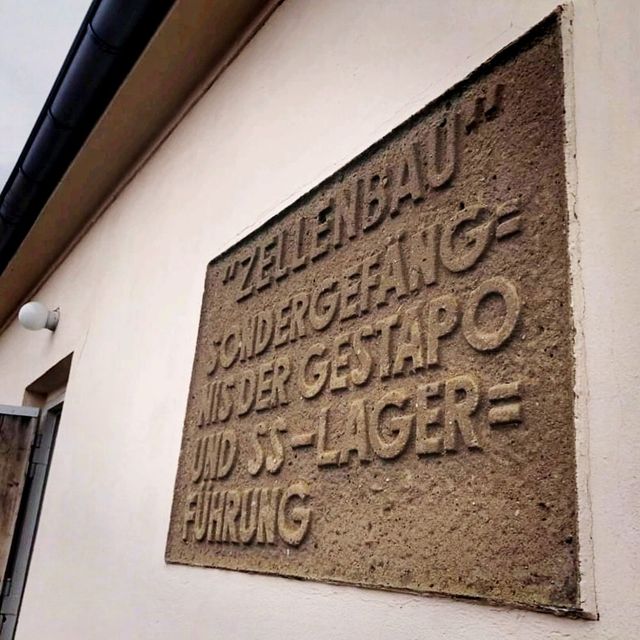 "ZELLENBAU"
SONDERGEFÄNG=
NIS DER GESTAPO
UND SS-LAGER=
FÜHRUNG